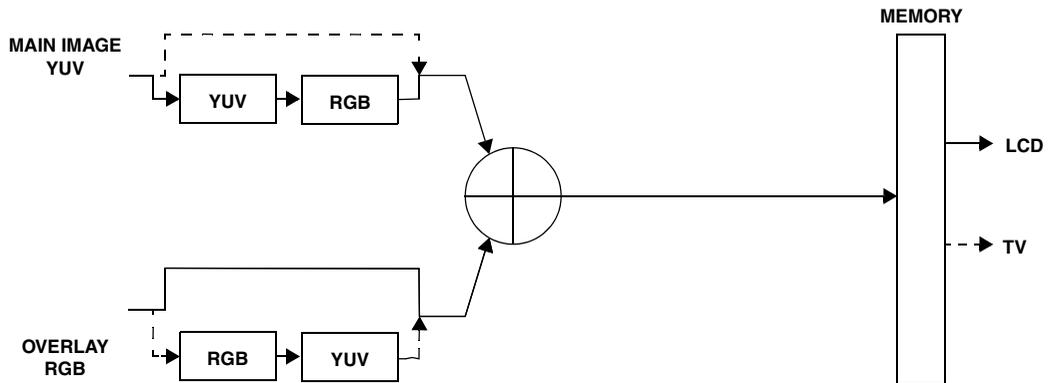 MEMORY
MAIN IMAGE
YUV
YUV
RGB
LCD
TV
OVERLAY
RGB
RGB
YUV